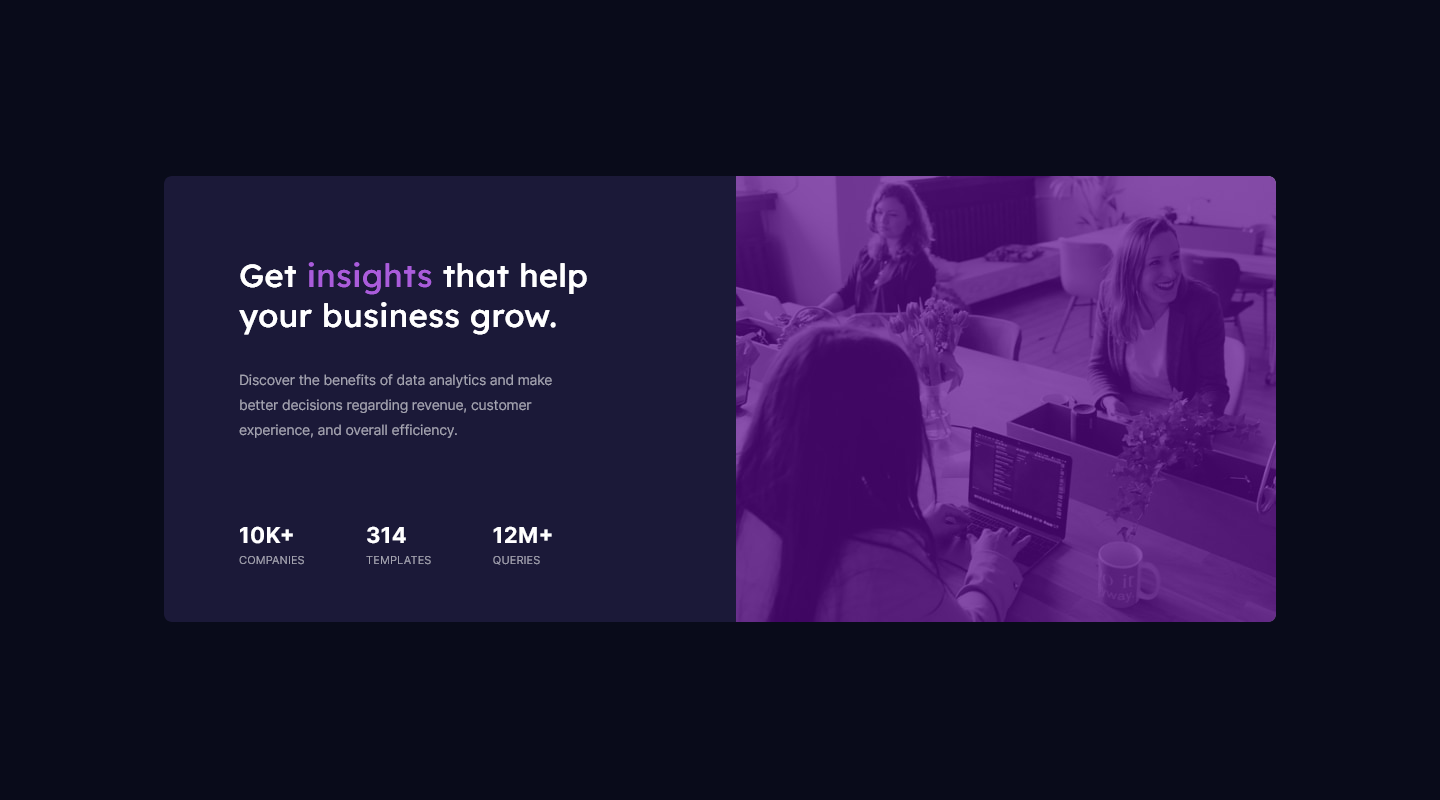 Get insights that help
your business grow.
Discover the benefits of data analytics and make
better decisions regarding revenue, customer
experience, and overall efficiency.
10K+ 314 12M+
COMPANIES TEMPLATES QUERIES